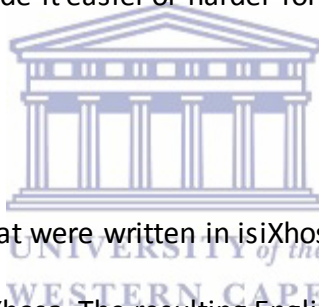 de it easier or harder for
at were written in isiXhos
UNIVERSITY of the
WESTERN CAPE
Xhosa. The resulting Engli